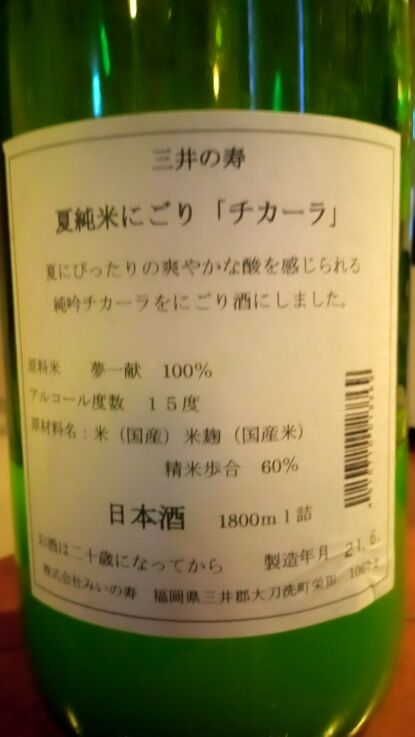 三井の寿
夏純米にごり「チカーラ」
夏にぴったりの爽やかな酸を感じられる
純吟チカーラをにごり酒にしました。
原料米 夢一献 100%
アルコール度数 15度
原材料名:米(国産)米麹(国産米)
精米歩合 60%
日本酒 1800ml詰
お酒は二十歳になってから 製造年月 21.6
株式会社みいの寿 福岡県三井郡大刀洗町栄田 1067-2